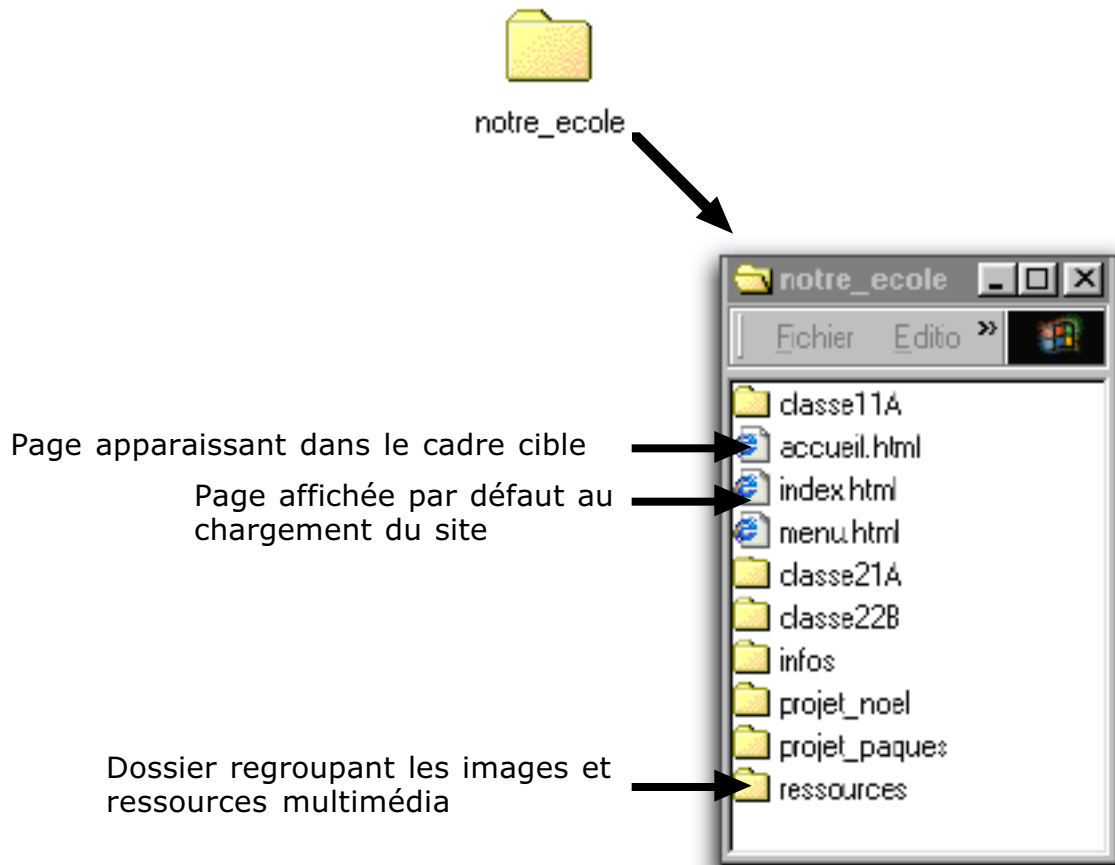 notre_ecole
notre_ecole
Fichier Editio »
classe11A
Page apparaissant dans le cadre cible
accueil.html
Page affichée par défaut au
chargement du site
index.html
menu.html
classe21A
classe22B
infos
projet_noel
projet_paques
Dossier regroupant les images et
ressources multimédia
ressources